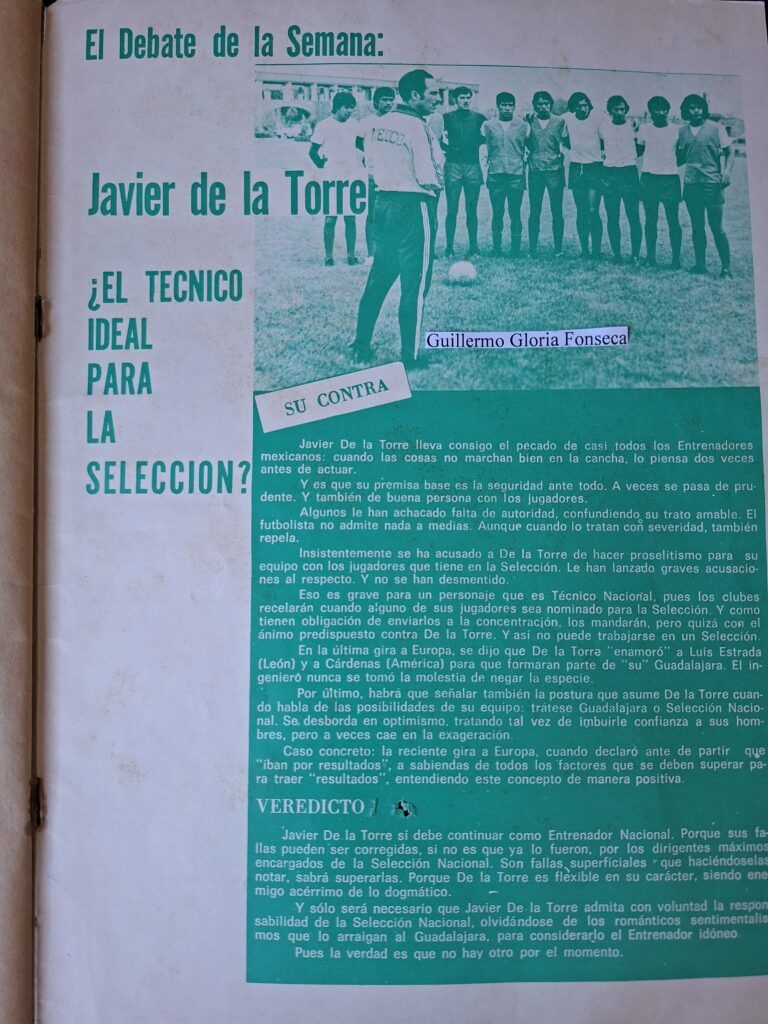 El Debate de la Semana:
Javier de la Torre
¿EL TECNICO
IDEAL
PARA
LA
SELECCION?
MEXICO
Guillermo Gloria Fonseca
SU CONTRA
Javier De la Torre lleva consigo el pecado de casi todos los Entrenadores
mexicanos: cuando las cosas no marchan bien en la cancha, lo piensa dos veces
antes de actuar.
Y es que su premisa base es la seguridad ante todo. A veces se pasa de pru-
dente. Y también de buena persona con los jugadores.
Algunos le han achacado falta de autoridad, confundiendo su trato amable. El
futbolista no admite nada a medias. Aunque cuando lo tratan con severidad, también
repela.
Insistentemente se ha acusado a De la Torre de hacer proselitismo para su
equipo con los jugadores que tiene en la Selección. Le han lanzado graves acusacio-
nes al respecto. Y no se han desmentido.
Eso es grave para un personaje que es Técnico Nacional, pues los clubes
recelarán cuando alguno de sus jugadores sea nominado para la Selección. Y como
tienen obligación de enviarlos a la concentración, los mandarán, pero quizá con el
ánimo predispuesto contra De la Torre. Y así no puede trabajarse en un Selección.
En la última gira a Europa, se dijo que De la Torre "enamoró" a Luis Estrada
(León) y a Cárdenas (América) para que formaran parte de "su" Guadalajara. El in-
geniero nunca se tomó la molestia de negar la especie.
Por último, habrá que señalar también la postura que asume De la Torre cuan-
do habla de las posibilidades de su equipo: trátese Guadalajara o Selección Nacio-
nal. Se desborda en optimismo, tratando tal vez de imbuirle confianza a sus hom-
bres, pero a veces cae en la exageración.
Caso concreto: la reciente gira a Europa, cuando declaró ante de partir que
"iban por resultados", a sabiendas de todos los factores que se deben superar pa-
ra traer "resultados", entendiendo este concepto de manera positiva.
VEREDICTO
Javier De la Torre sí debe continuar como Entrenador Nacional. Porque sus fa-
llas pueden ser corregidas, si no es que ya lo fueron, por los dirigentes máximos
encargados de la Selección Nacional. Son fallas superficiales que haciéndoselas
notar, sabrá superarlas. Porque De la Torre es flexible en su carácter, siendo ene
migo acérrimo de lo dogmático.
Y sólo será necesario que Javier De la Torre admita con voluntad la respon
sabilidad de la Selección Nacional, olvidándose de los románticos sentimentalis
mos que lo arraigan al Guadalajara, para considerarlo el Entrenador idóneo.
Pues la verdad es que no hay otro por el momento.